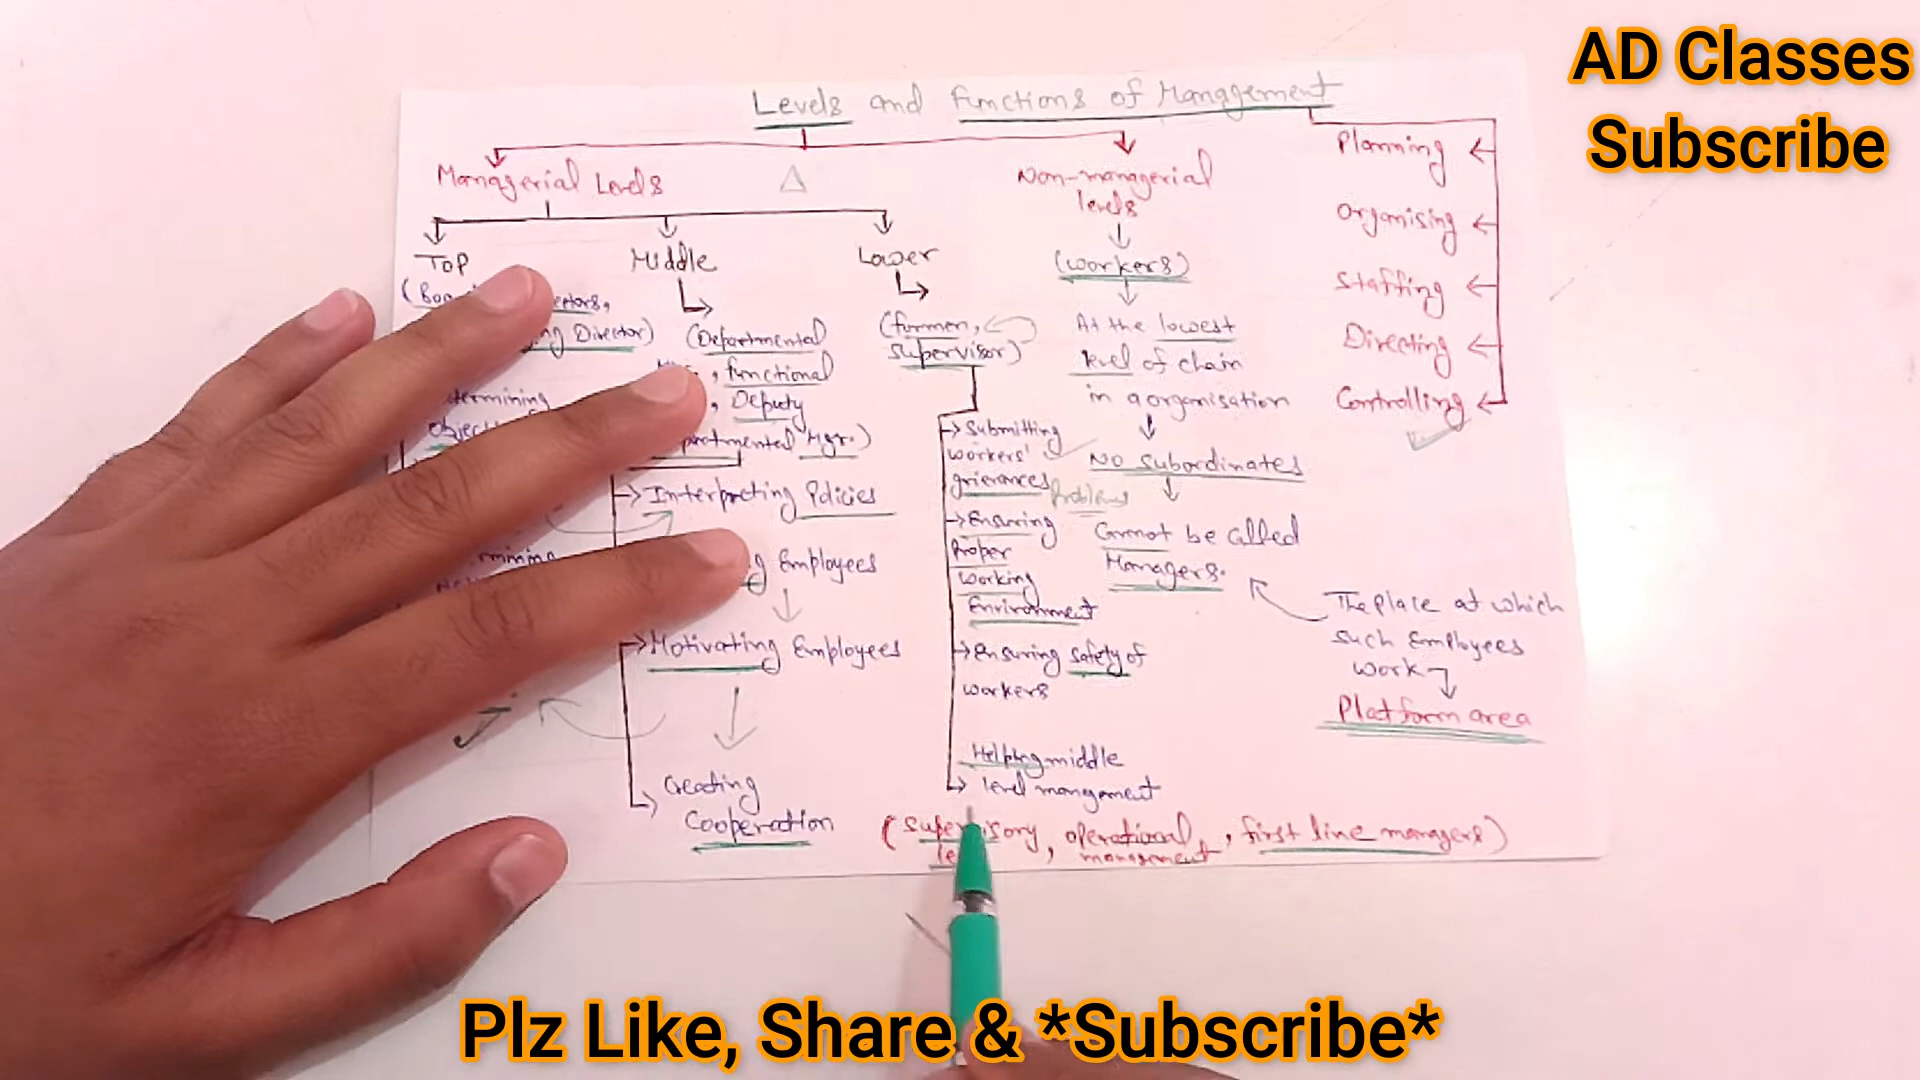 AD Classes
Subscribe
Levels and functions of Management
Managerial Levels
Non-managerial
levels
Top
Middle
Lower
(workers)
Director)
(Departmental
, functional
, Deputy
Mgr.)
Interpreting Policies
Employees
Motivating Employees
Creating
Cooperation
(formen,
supervisor)
Submitting
workers'
grievances
Problems
Ensuring
Proper
working
Environment
Ensuring safety of
workers
Helping middle
level mangement
operational
management
, first line managers)
At the lowest
level of chain
in a organisation
No subordinates
Cannot be called
Managers.
Planning
Organising
Staffing
Directing
Controlling
The place at which
such Employees
work
Platform area
Plz Like, Share & *Subscribe*